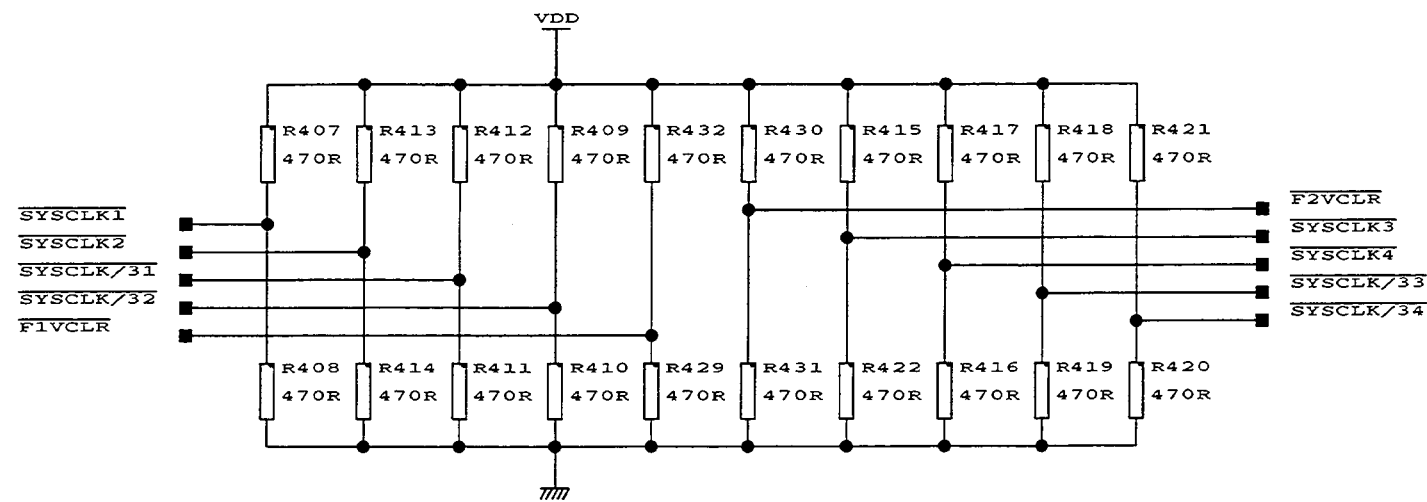 VDD
R407 R413 R412 R409 R432 R430 R415 R417 R418 R421
470R 470R 470R 470R 470R 470R 470R 470R 470R 470R
SYSCLK1
SYSCLK2
SYSCLK/31
SYSCLK/32
F1VCLR
F2VCLR
SYSCLK3
SYSCLK4
SYSCLK/33
SYSCLK/34
R408 R414 R411 R410 R429 R431 R422 R416 R419 R420
470R 470R 470R 470R 470R 470R 470R 470R 470R 470R